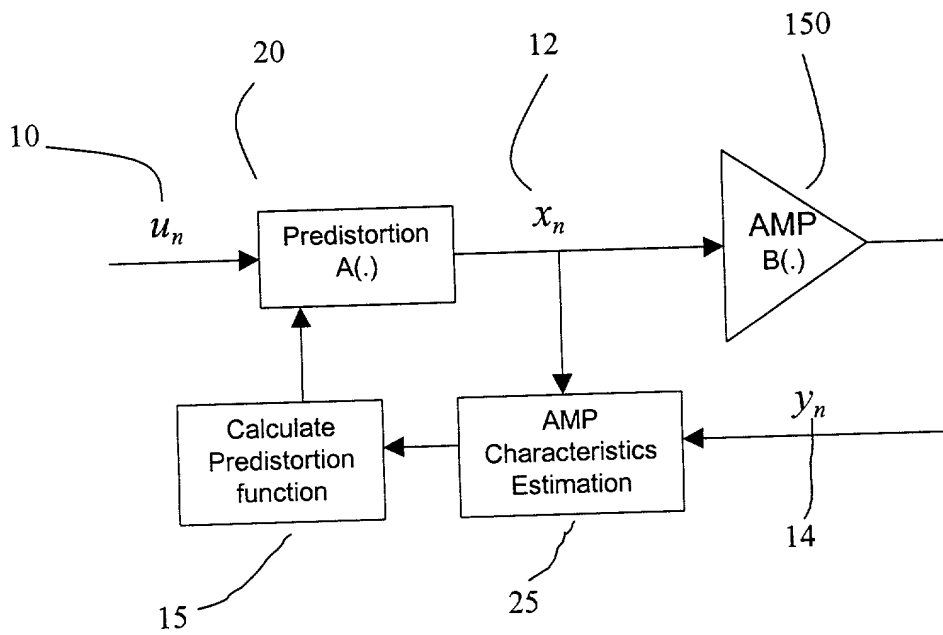 150
20
12
10
u_n
Predistortion
A(.)
x_n
AMP
B(.)
Calculate
Predistortion
function
AMP
Characteristics
Estimation
y_n
14
15
25